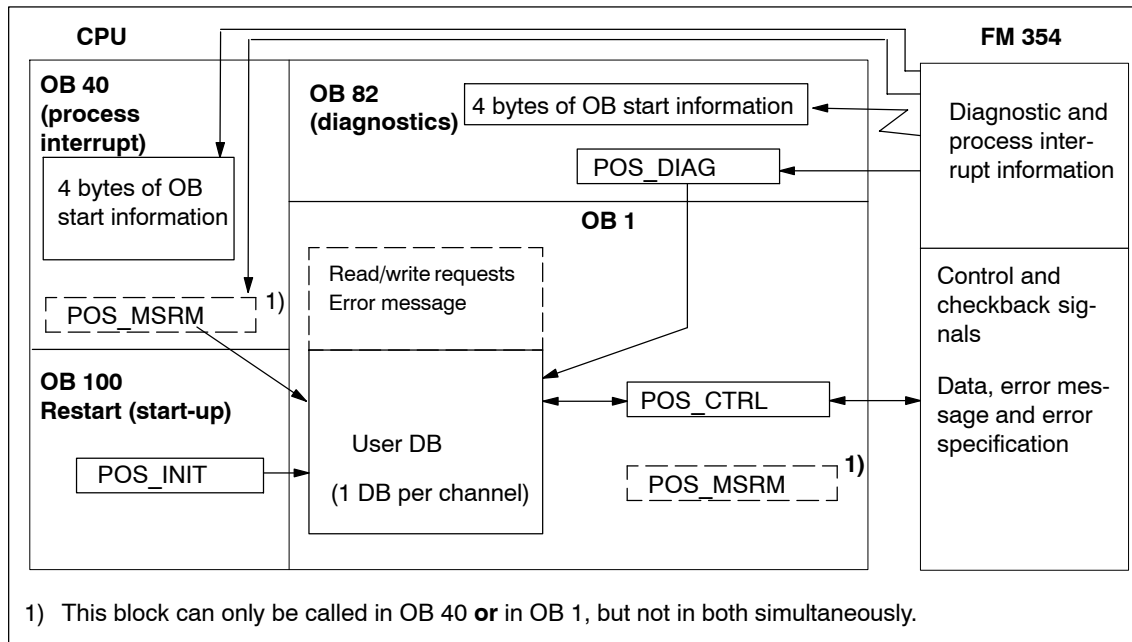 CPU
FM 354
OB 40
(process
interrupt)
4 bytes of OB
start information
POS_MSRM
1)
OB 100
Restart (start-up)
POS_INIT
OB 82
(diagnostics)
4 bytes of OB start information
POS_DIAG
OB 1
Read/write requests
Error message
User DB
(1 DB per channel)
POS_CTRL
POS_MSRM
1)
Diagnostic and
process inter-
rupt information
Control and
checkback sig-
nals
Data, error mes-
sage and error
specification
1) This block can only be called in OB 40 or in OB 1, but not in both simultaneously.